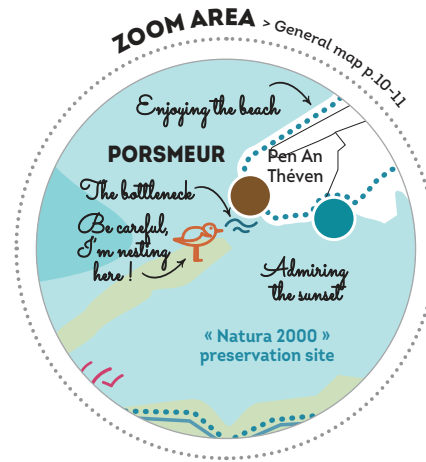 ZOOM AREA > General map p.10-11
Enjoying the beach
PORSMEUR
Pen An
Théven
The bottleneck
Be careful,
I'm nesting
here !
Admiring
the sunset
« Natura 2000 »
preservation site